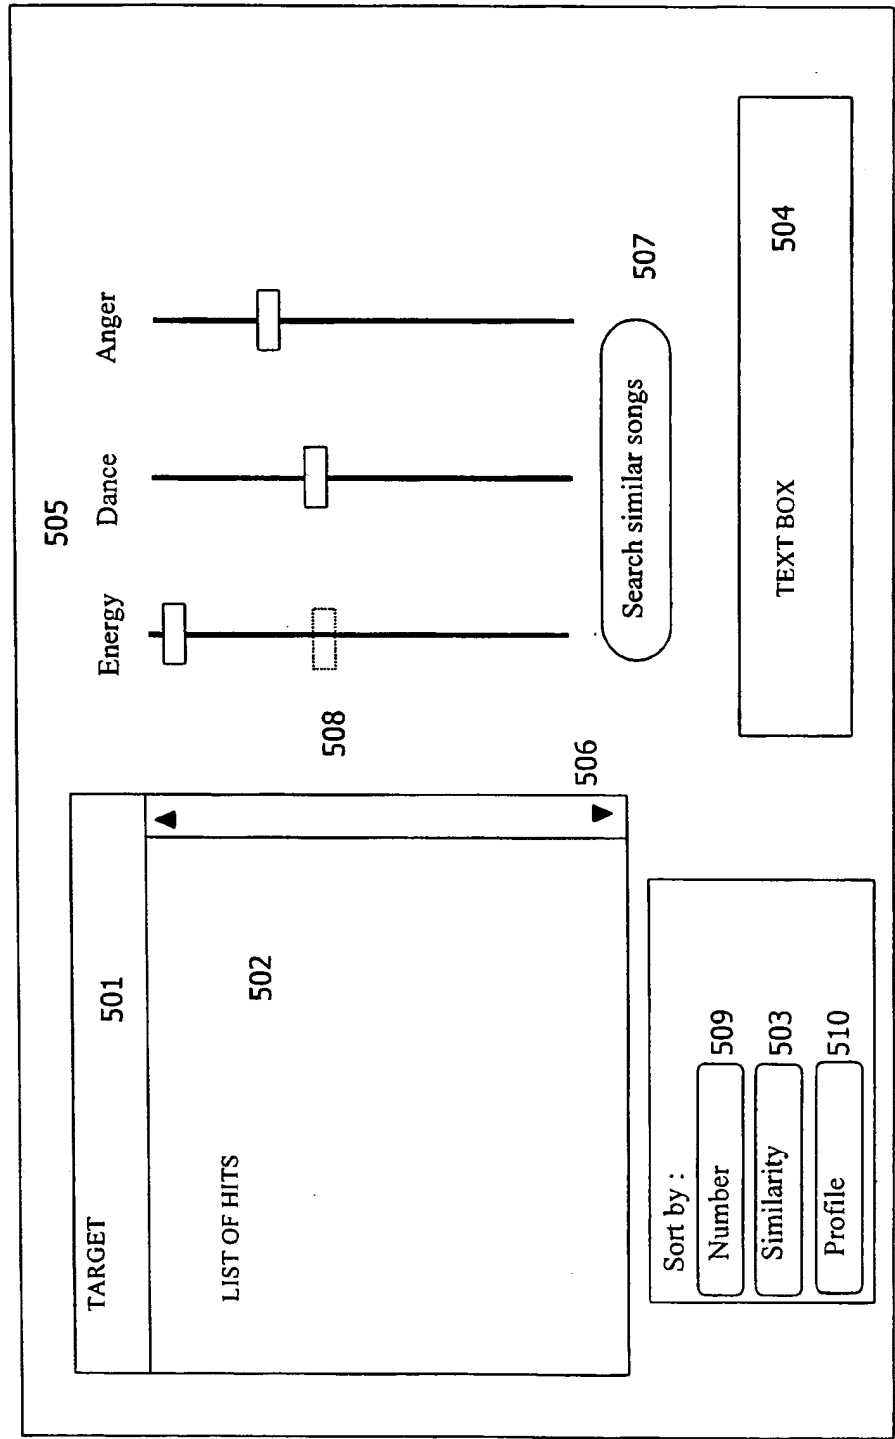 TARGET
501
LIST OF HITS
502
506
508
505
Energy
Dance
Anger
Search similar songs
507
Sort by :
Number
509
Similarity
503
Profile
510
TEXT BOX
504